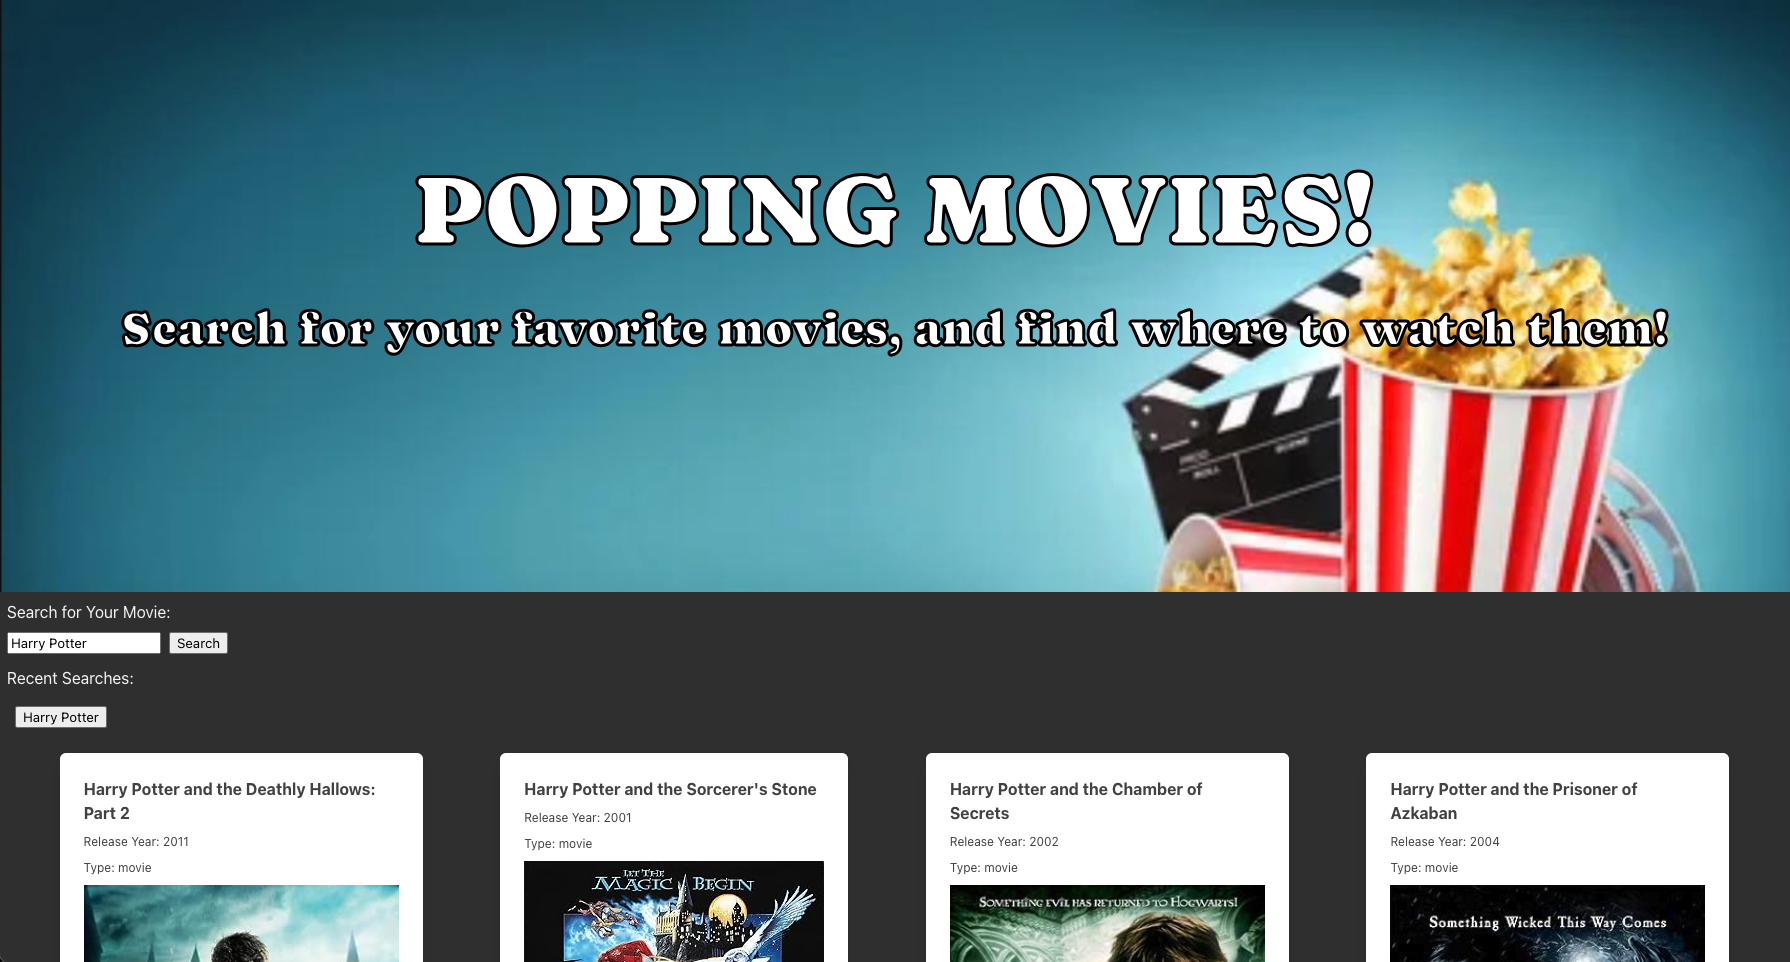 POPPING MOVIES!
Search for your favorite movies, and find where to watch them!
Search for Your Movie:
Harry Potter
Search
Recent Searches:
Harry Potter
Harry Potter and the Deathly Hallows:
Part 2
Release Year: 2011
Type: movie
Harry Potter and the Sorcerer's Stone
Release Year: 2001
Type: movie
LET THE
MAGIC BEGIN
Harry Potter and the Chamber of
Secrets
Release Year: 2002
Type: movie
SOMETHING EVIL HAS RETURNED TO HOGWARTS!
Harry Potter and the Prisoner of
Azkaban
Release Year: 2004
Type: movie
Something Wicked This Way Comes